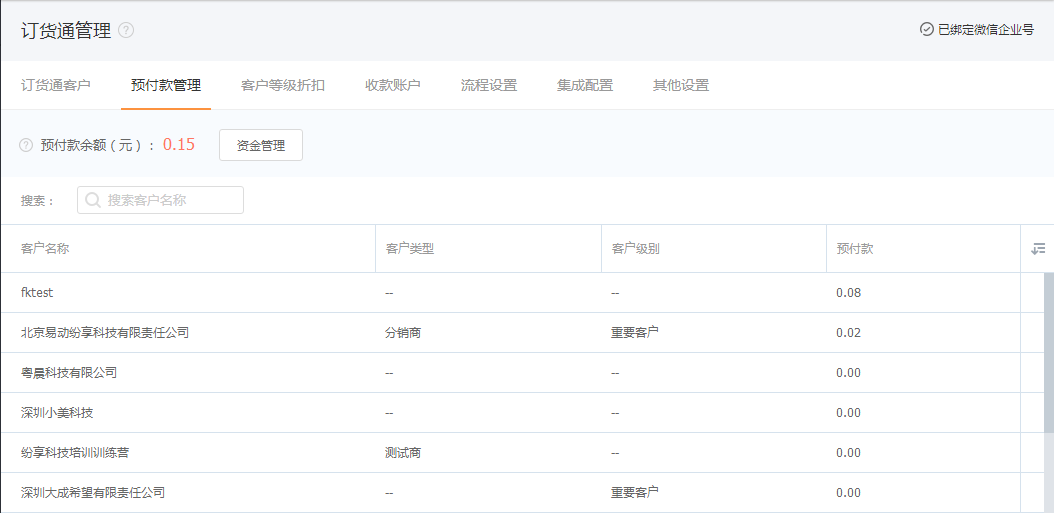 订货通管理 ?
已绑定微信企业号
订货通客户 预付款管理 客户等级折扣 收款账户 流程设置 集成配置 其他设置
? 预付款余额（元）： 0.15 资金管理
搜索： 搜索客户名称
客户名称 客户类型 客户级别 预付款
fktest -- -- 0.08
北京易动纷享科技有限责任公司 分销商 重要客户 0.02
粤晨科技有限公司 -- -- 0.00
深圳小美科技 -- -- 0.00
纷享科技培训训练营 测试商 -- 0.00
深圳大成希望有限责任公司 -- 重要客户 0.00